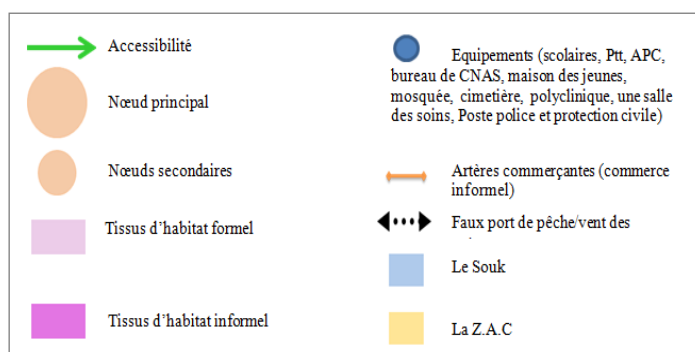 Accessibilité
Nœud principal
Nœuds secondaires
Tissus d'habitat formel
Tissus d'habitat informel
Equipements (scolaires, Ptt, APC,
bureau de CNAS, maison des jeunes,
mosquée, cimetière, polyclinique, une salle
des soins, Poste police et protection civile)
Artères commerçantes (commerce
informel)
Faux port de pêche/vent des
Le Souk
La Z.A.C